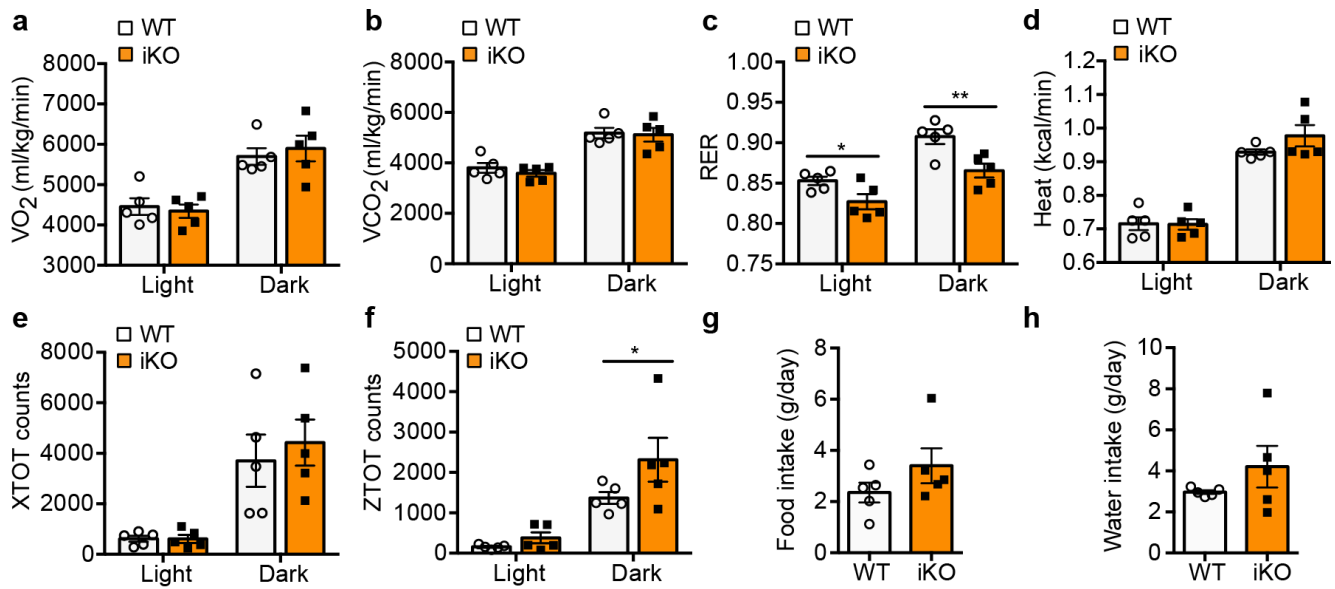 a
WT
iKO
VO2 (ml/kg/min)
8000
7000
6000
5000
4000
3000
Light
Dark
b
WT
iKO
VCO2 (ml/kg/min)
8000
6000
4000
2000
0
Light
Dark
c
WT
iKO
RER
1.00
0.95
0.90
0.85
0.80
0.75
*
**
Light
Dark
d
WT
iKO
Heat (kcal/min)
1.2
1.1
1.0
0.9
0.8
0.7
0.6
Light
Dark
e
WT
iKO
XTOT counts
8000
6000
4000
2000
0
Light
Dark
f
WT
iKO
ZTOT counts
5000
4000
3000
2000
1000
0
*
Light
Dark
g
Food intake (g/day)
8
6
4
2
0
WT
iKO
h
Water intake (g/day)
10
8
6
4
2
0
WT
iKO